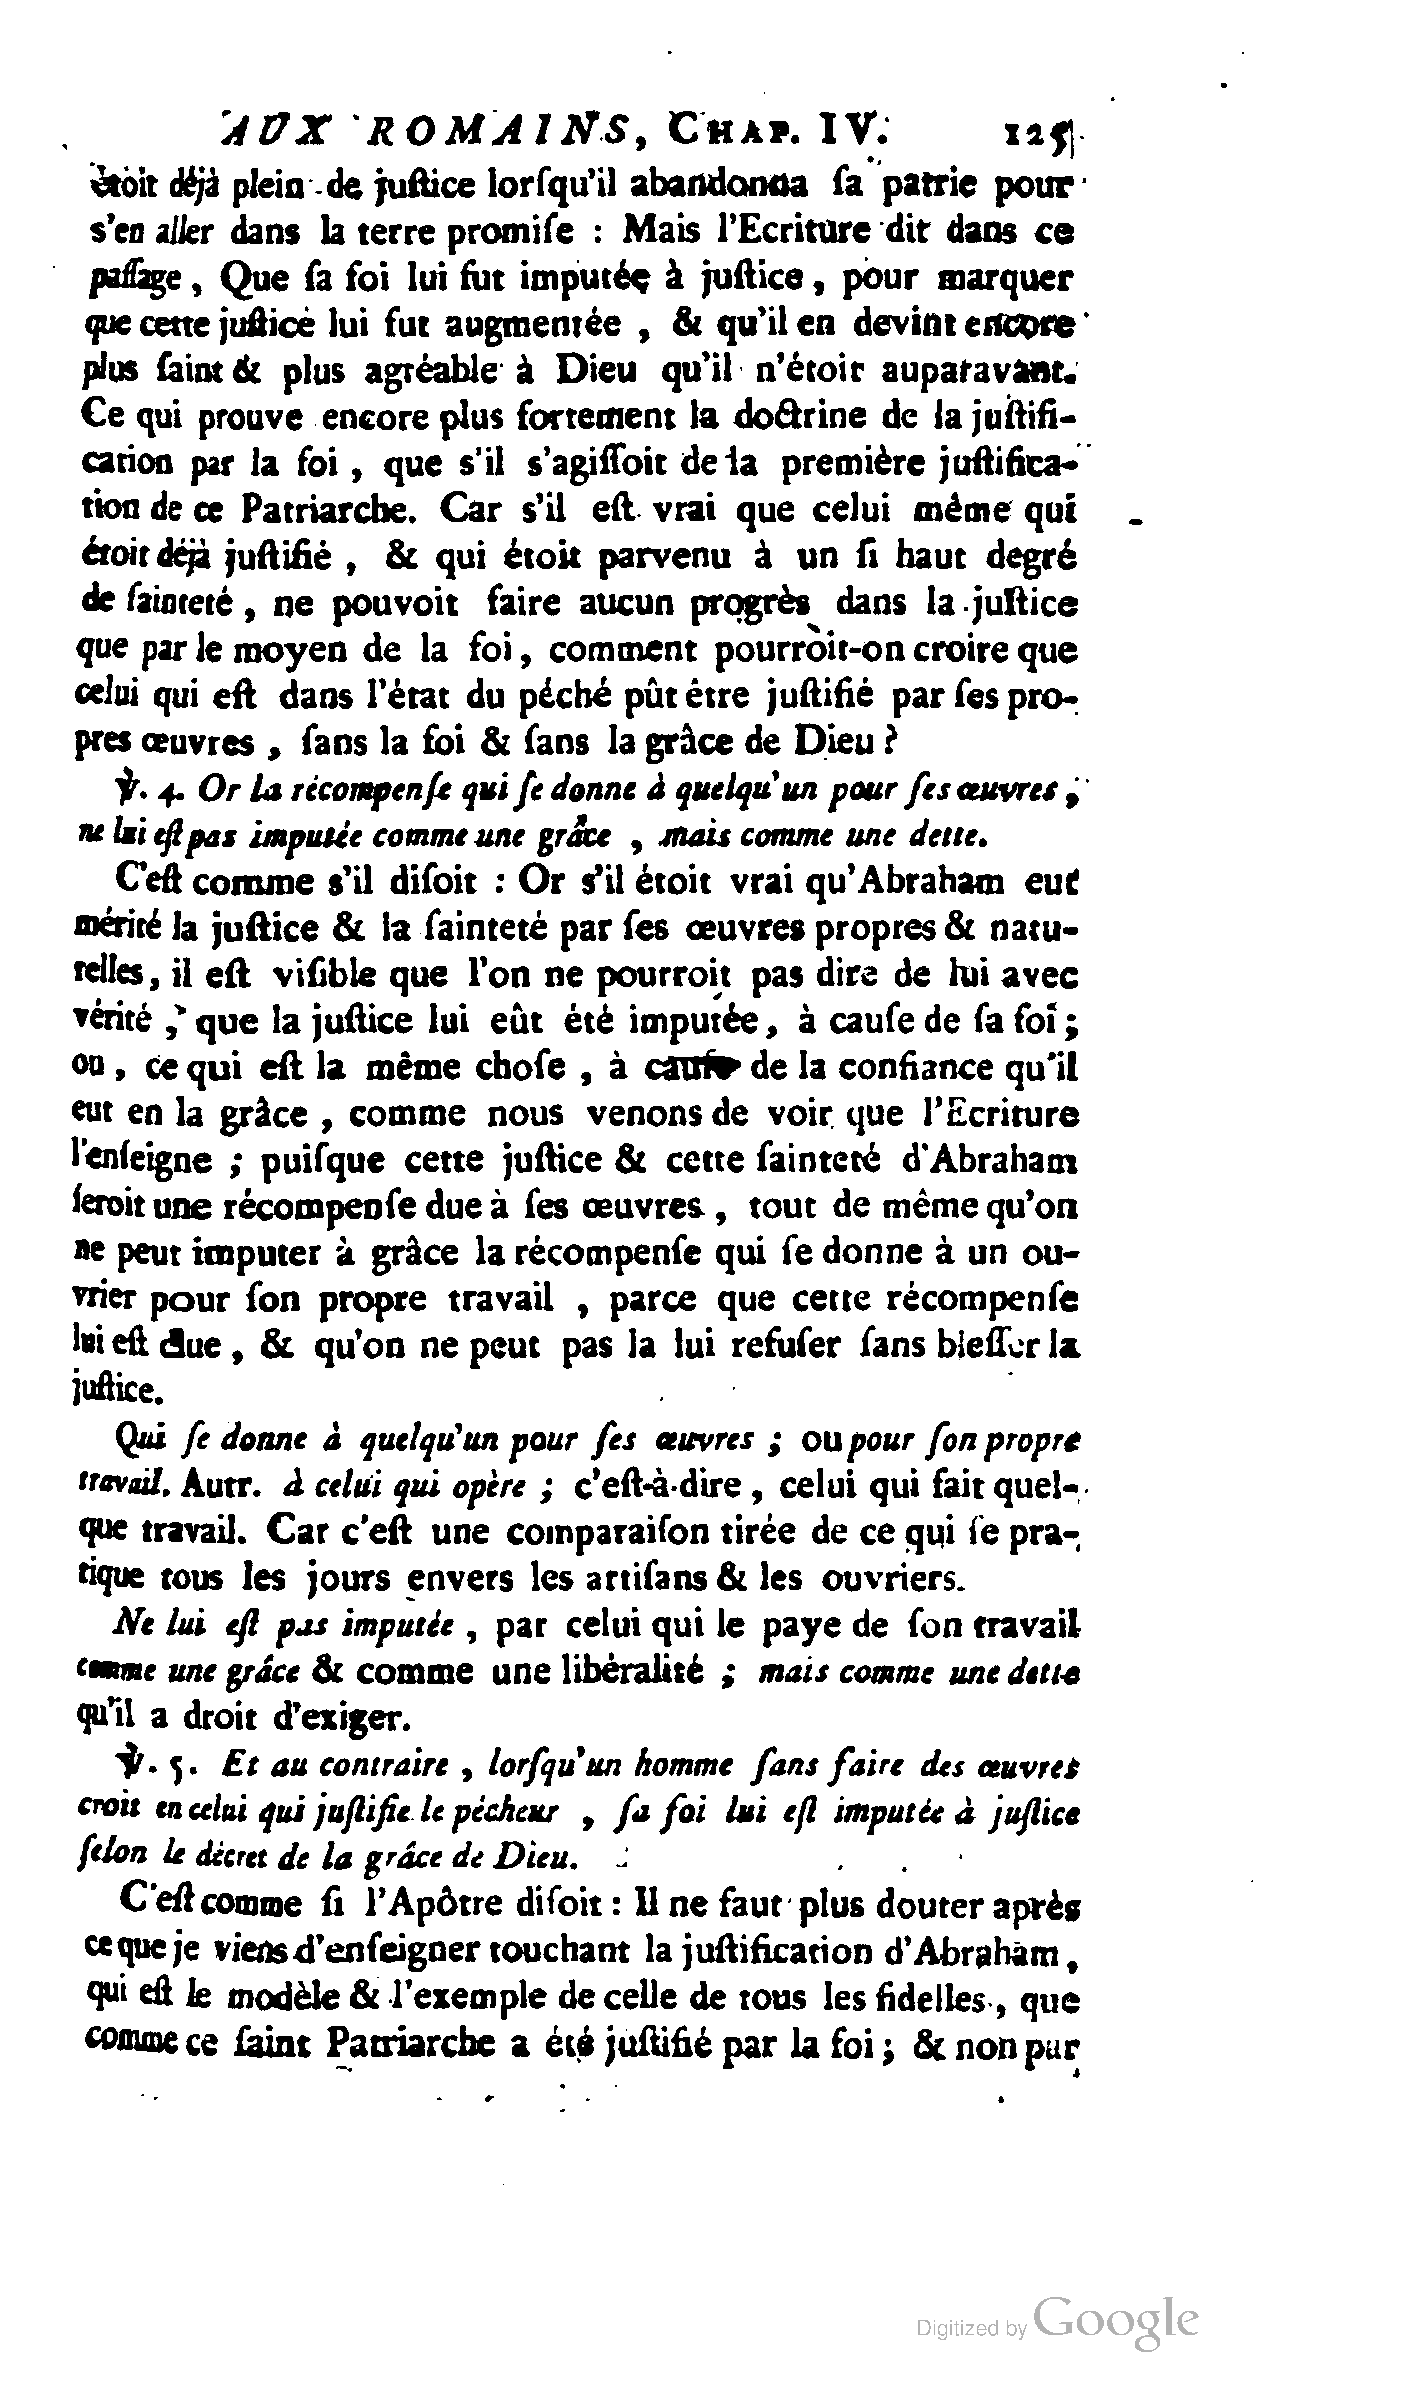 AUX ROMAINS, CHAP. IV. 125
étoit déjà plein de juſtice lorſqu'il abandonna ſa patrie pour
s'en aller dans la terre promiſe : Mais l'Ecriture dit dans ce
paſſage, Que ſa foi lui fut imputée à juſtice, pour marquer
que cette juſtice lui fut augmentée, & qu'il en devint encore
plus ſaint & plus agréable à Dieu qu'il n'étoit auparavant.
Ce qui prouve encore plus fortement la doctrine de la juſtifi-
cation par la foi, que s'il s'agiſſoit de la première juſtifica-
tion de ce Patriarche. Car s'il eſt vrai que celui même qui
étoit déjà juſtifié, & qui étoit parvenu à un ſi haut degré
de ſainteté, ne pouvoit faire aucun progrès dans la juſtice
que par le moyen de la foi, comment pourroit-on croire que
celui qui eſt dans l'état du péché pût être juſtifié par ſes pro-
pres œuvres, ſans la foi & ſans la grâce de Dieu ?
℣. 4. Or la récompenſe qui ſe donne à quelqu'un pour ſes œuvres,
ne lui eſt pas imputée comme une grâce, mais comme une dette.
C'eſt comme s'il diſoit : Or s'il étoit vrai qu'Abraham eut
mérité la juſtice & la ſainteté par ſes œuvres propres & natu-
relles, il eſt viſible que l'on ne pourroit pas dire de lui avec
vérité, que la juſtice lui eût été imputée, à cauſe de ſa foi ;
ou, ce qui eſt la même choſe, à cauſe de la confiance qu'il
eut en la grâce, comme nous venons de voir que l'Ecriture
l'enſeigne ; puiſque cette juſtice & cette ſainteté d'Abraham
ſeroit une récompenſe due à ſes œuvres, tout de même qu'on
ne peut imputer à grâce la récompenſe qui ſe donne à un ou-
vrier pour ſon propre travail, parce que cette récompenſe
lui eſt due, & qu'on ne peut pas la lui refuſer ſans bleſſer la
juſtice.
Qui ſe donne à quelqu'un pour ſes œuvres ; ou pour ſon propre
travail. Autr. à celui qui opère ; c'eſt-à-dire, celui qui fait quel-
que travail. Car c'eſt une comparaiſon tirée de ce qui ſe pra-
tique tous les jours envers les artiſans & les ouvriers.
Ne lui eſt pas imputée, par celui qui le paye de ſon travail
comme une grâce & comme une libéralité ; mais comme une dette
qu'il a droit d'exiger.
℣. 5. Et au contraire, lorſqu'un homme ſans faire des œuvres
croit en celui qui juſtifie le pécheur, ſa foi lui eſt imputée à juſtice
ſelon le décret de la grâce de Dieu.
C'eſt comme ſi l'Apôtre diſoit : Il ne faut plus douter après
ce que je viens d'enſeigner touchant la juſtification d'Abraham,
qui eſt le modèle & l'exemple de celle de tous les fidelles, que
comme ce ſaint Patriarche a été juſtifié par la foi ; & non par
Digitized by Google